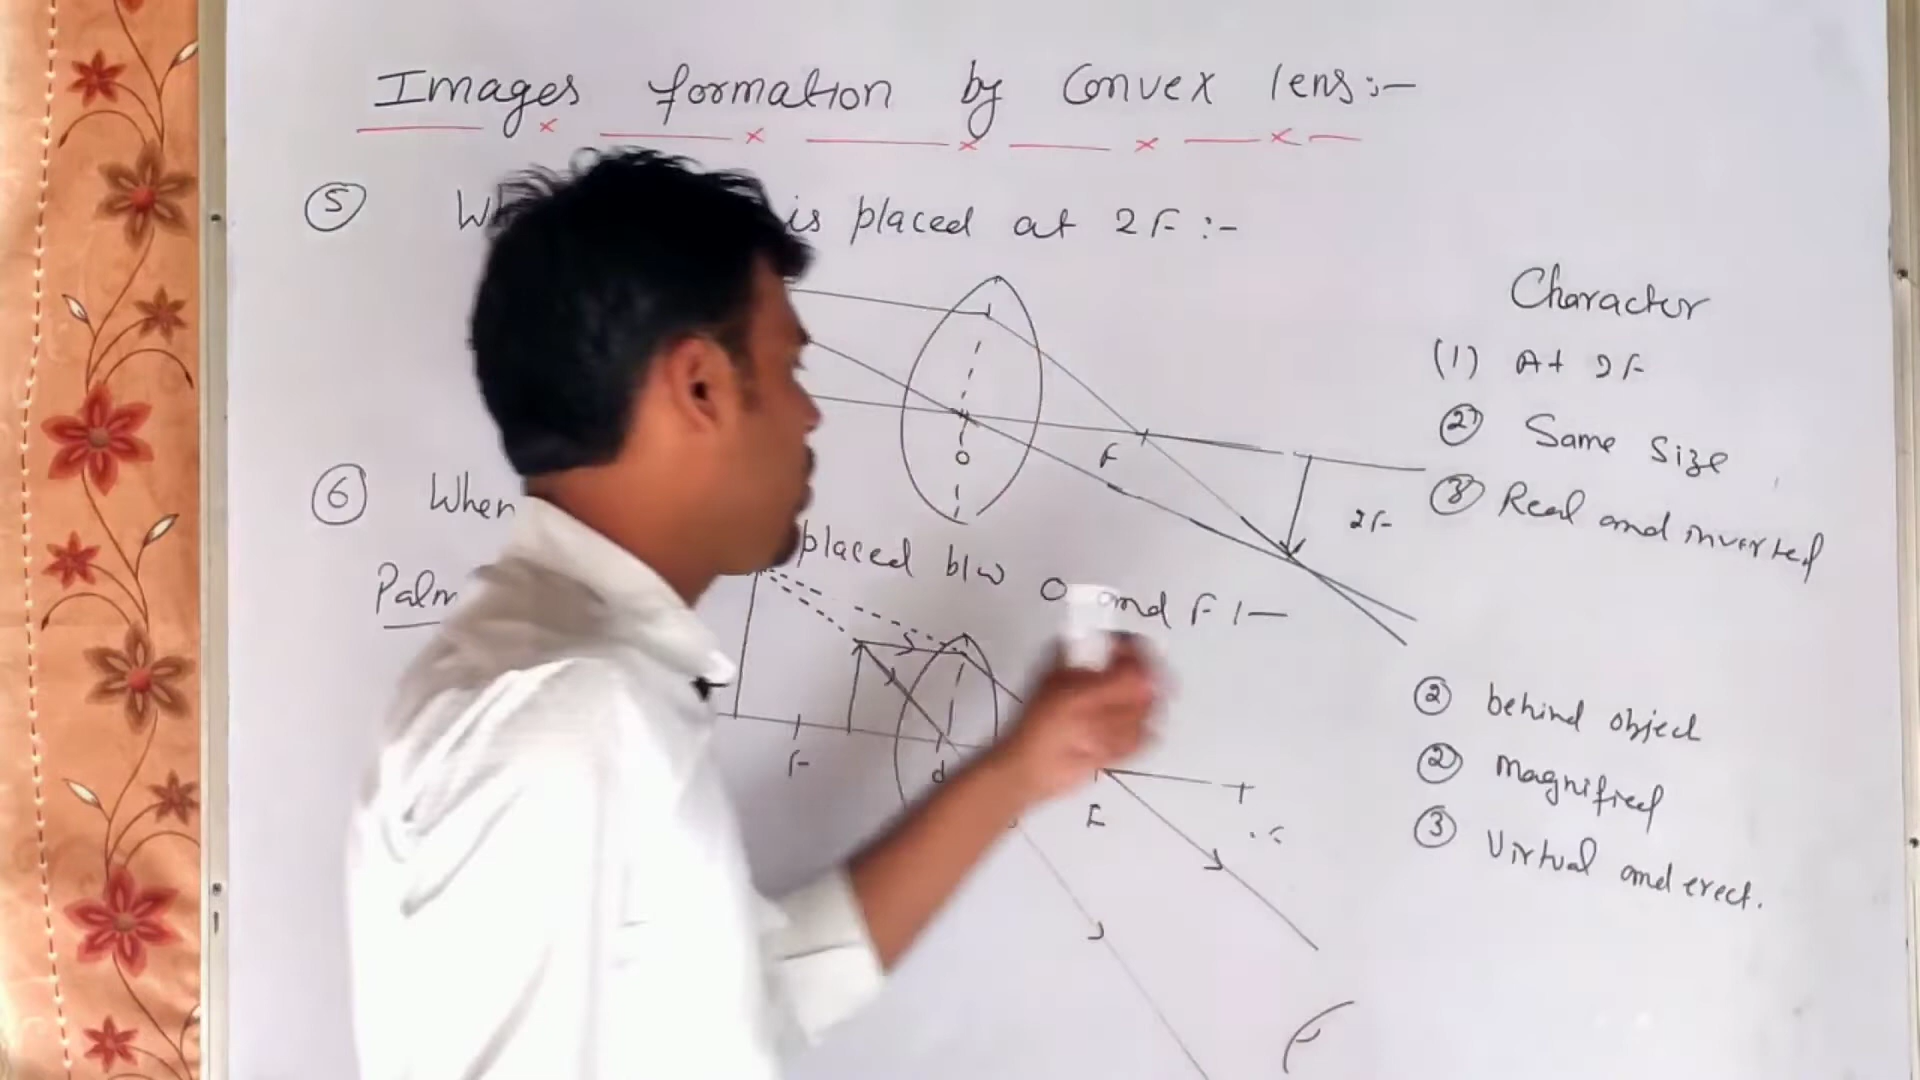 Images formation by Convex lens:-
⑤ is placed at 2F :-
Character
(1) At 2F
② Same size
③ Real and inverted
F
O
2F
⑥ When placed b/w O and F :-
Palm
F
② behind object
② magnified
③ Virtual and erect.